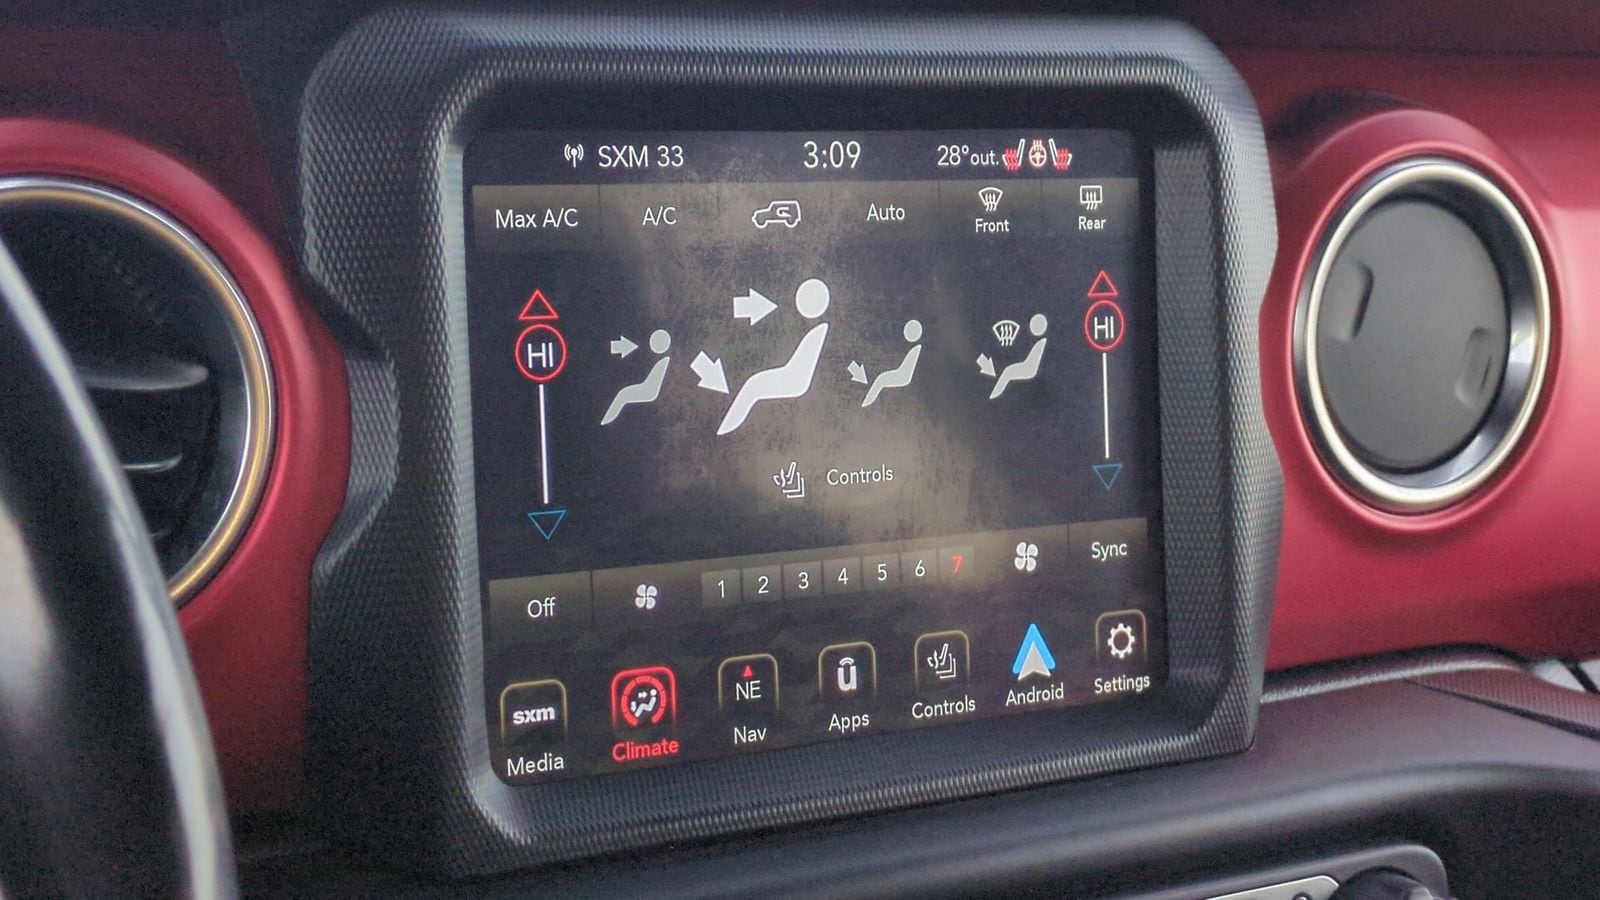 SXM 33
3:09
28°out.
Max A/C
A/C
Auto
Front
Rear
HI
HI
Controls
Off
1 2 3 4 5 6 7
Sync
sxm
Media
Climate
NE
Nav
u
Apps
Controls
Android
Settings